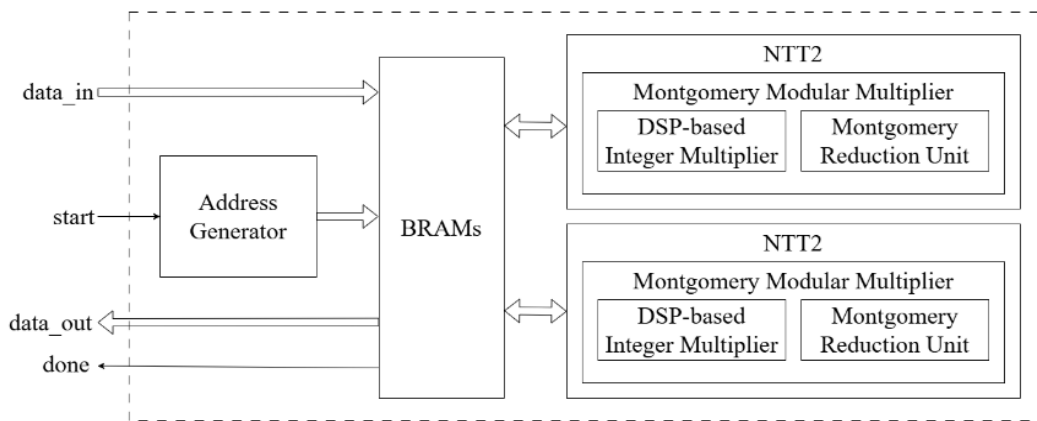 data_in
start
data_out
done
Address
Generator
BRAMs
NTT2
Montgomery Modular Multiplier
DSP-based
Integer Multiplier
Montgomery
Reduction Unit
NTT2
Montgomery Modular Multiplier
DSP-based
Integer Multiplier
Montgomery
Reduction Unit